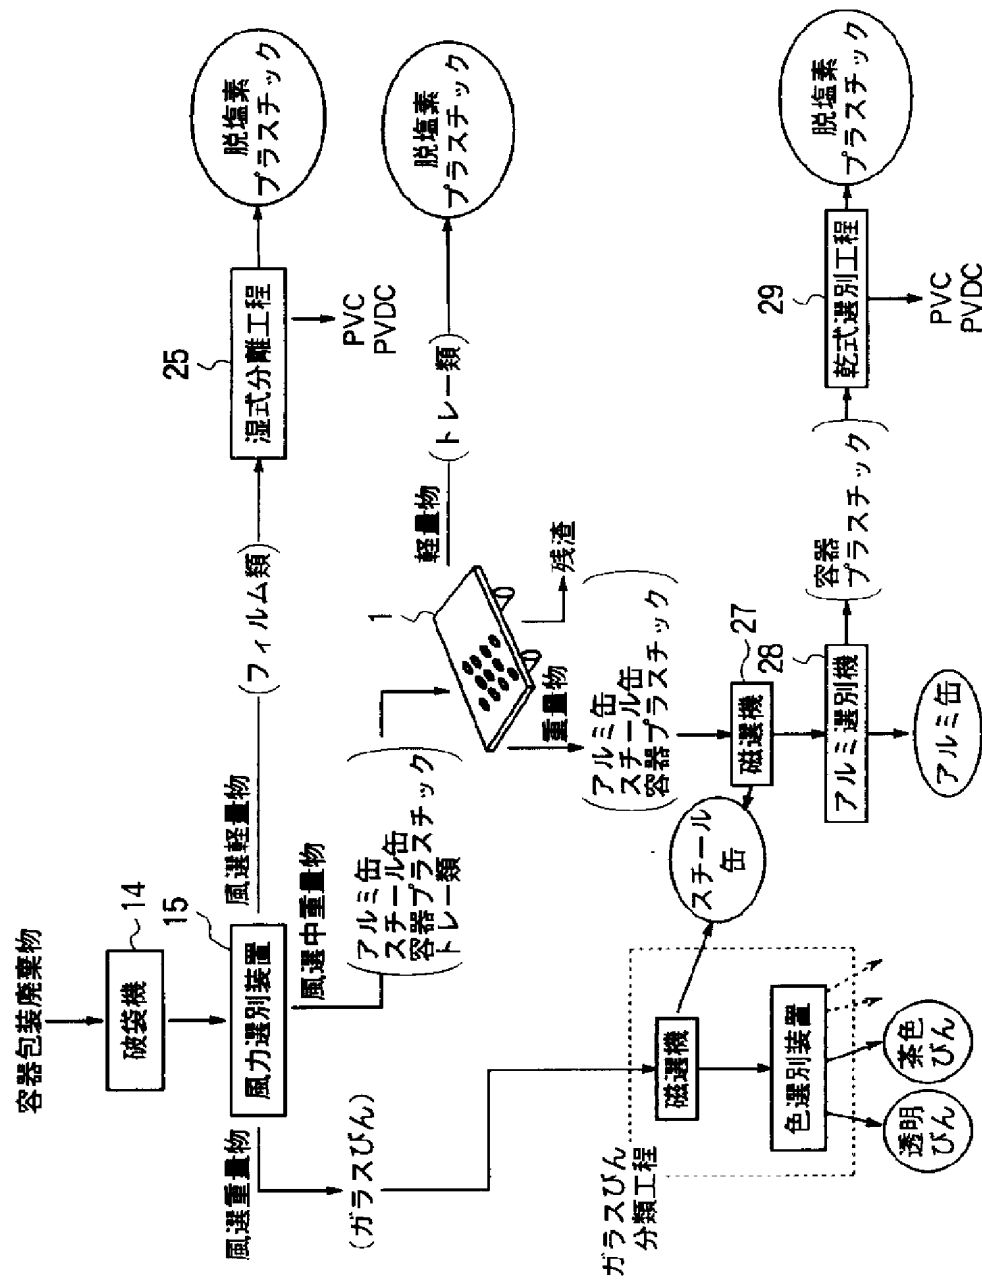 容器包装廃棄物
破袋機
14
風力選別装置
15
風選軽量物
(フィルム類)
湿式分離工程
25
PVC
PVDC
脱塩素
プラスチック
風選中重量物
アルミ缶
スチール缶
容器プラスチック
トレー類
1
軽量物
(トレー類)
脱塩素
プラスチック
残渣
重量物
アルミ缶
スチール缶
容器プラスチック
磁選機
27
スチール
缶
アルミ選別機
28
アルミ缶
容器
プラスチック
乾式選別工程
29
PVC
PVDC
脱塩素
プラスチック
風選重量物
(ガラスびん)
ガラスびん
分類工程
磁選機
色選別装置
透明
びん
茶色
びん